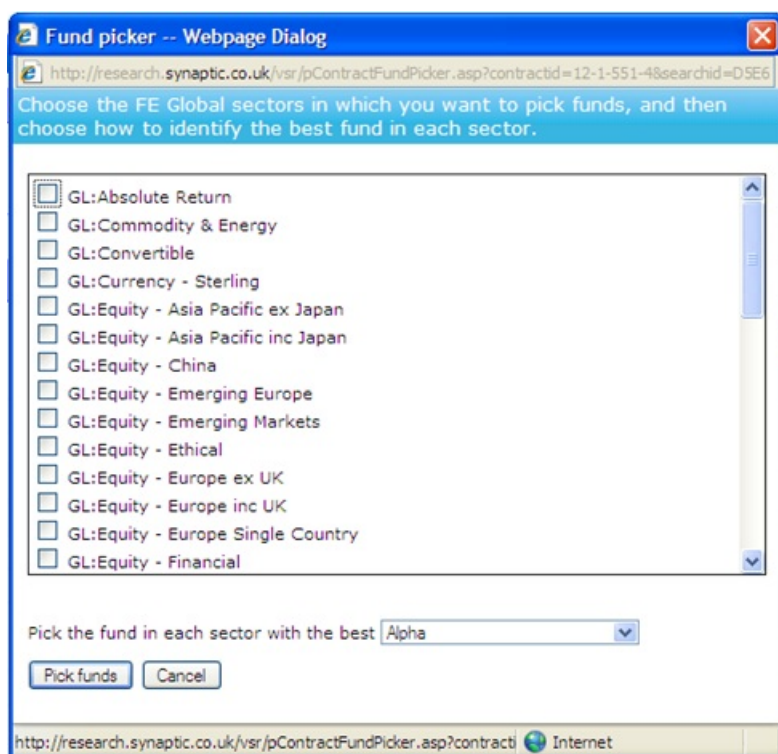 Fund picker -- Webpage Dialog
http://research.synaptic.co.uk/vsr/pContractFundPicker.asp?contractid=12-1-551-4&searchid=D5E6
Choose the FE Global sectors in which you want to pick funds, and then
choose how to identify the best fund in each sector.
GL:Absolute Return
GL:Commodity & Energy
GL:Convertible
GL:Currency - Sterling
GL:Equity - Asia Pacific ex Japan
GL:Equity - Asia Pacific inc Japan
GL:Equity - China
GL:Equity - Emerging Europe
GL:Equity - Emerging Markets
GL:Equity - Ethical
GL:Equity - Europe ex UK
GL:Equity - Europe inc UK
GL:Equity - Europe Single Country
GL:Equity - Financial
Pick the fund in each sector with the best Alpha
Pick funds Cancel
http://research.synaptic.co.uk/vsr/pContractFundPicker.asp?contracti Internet